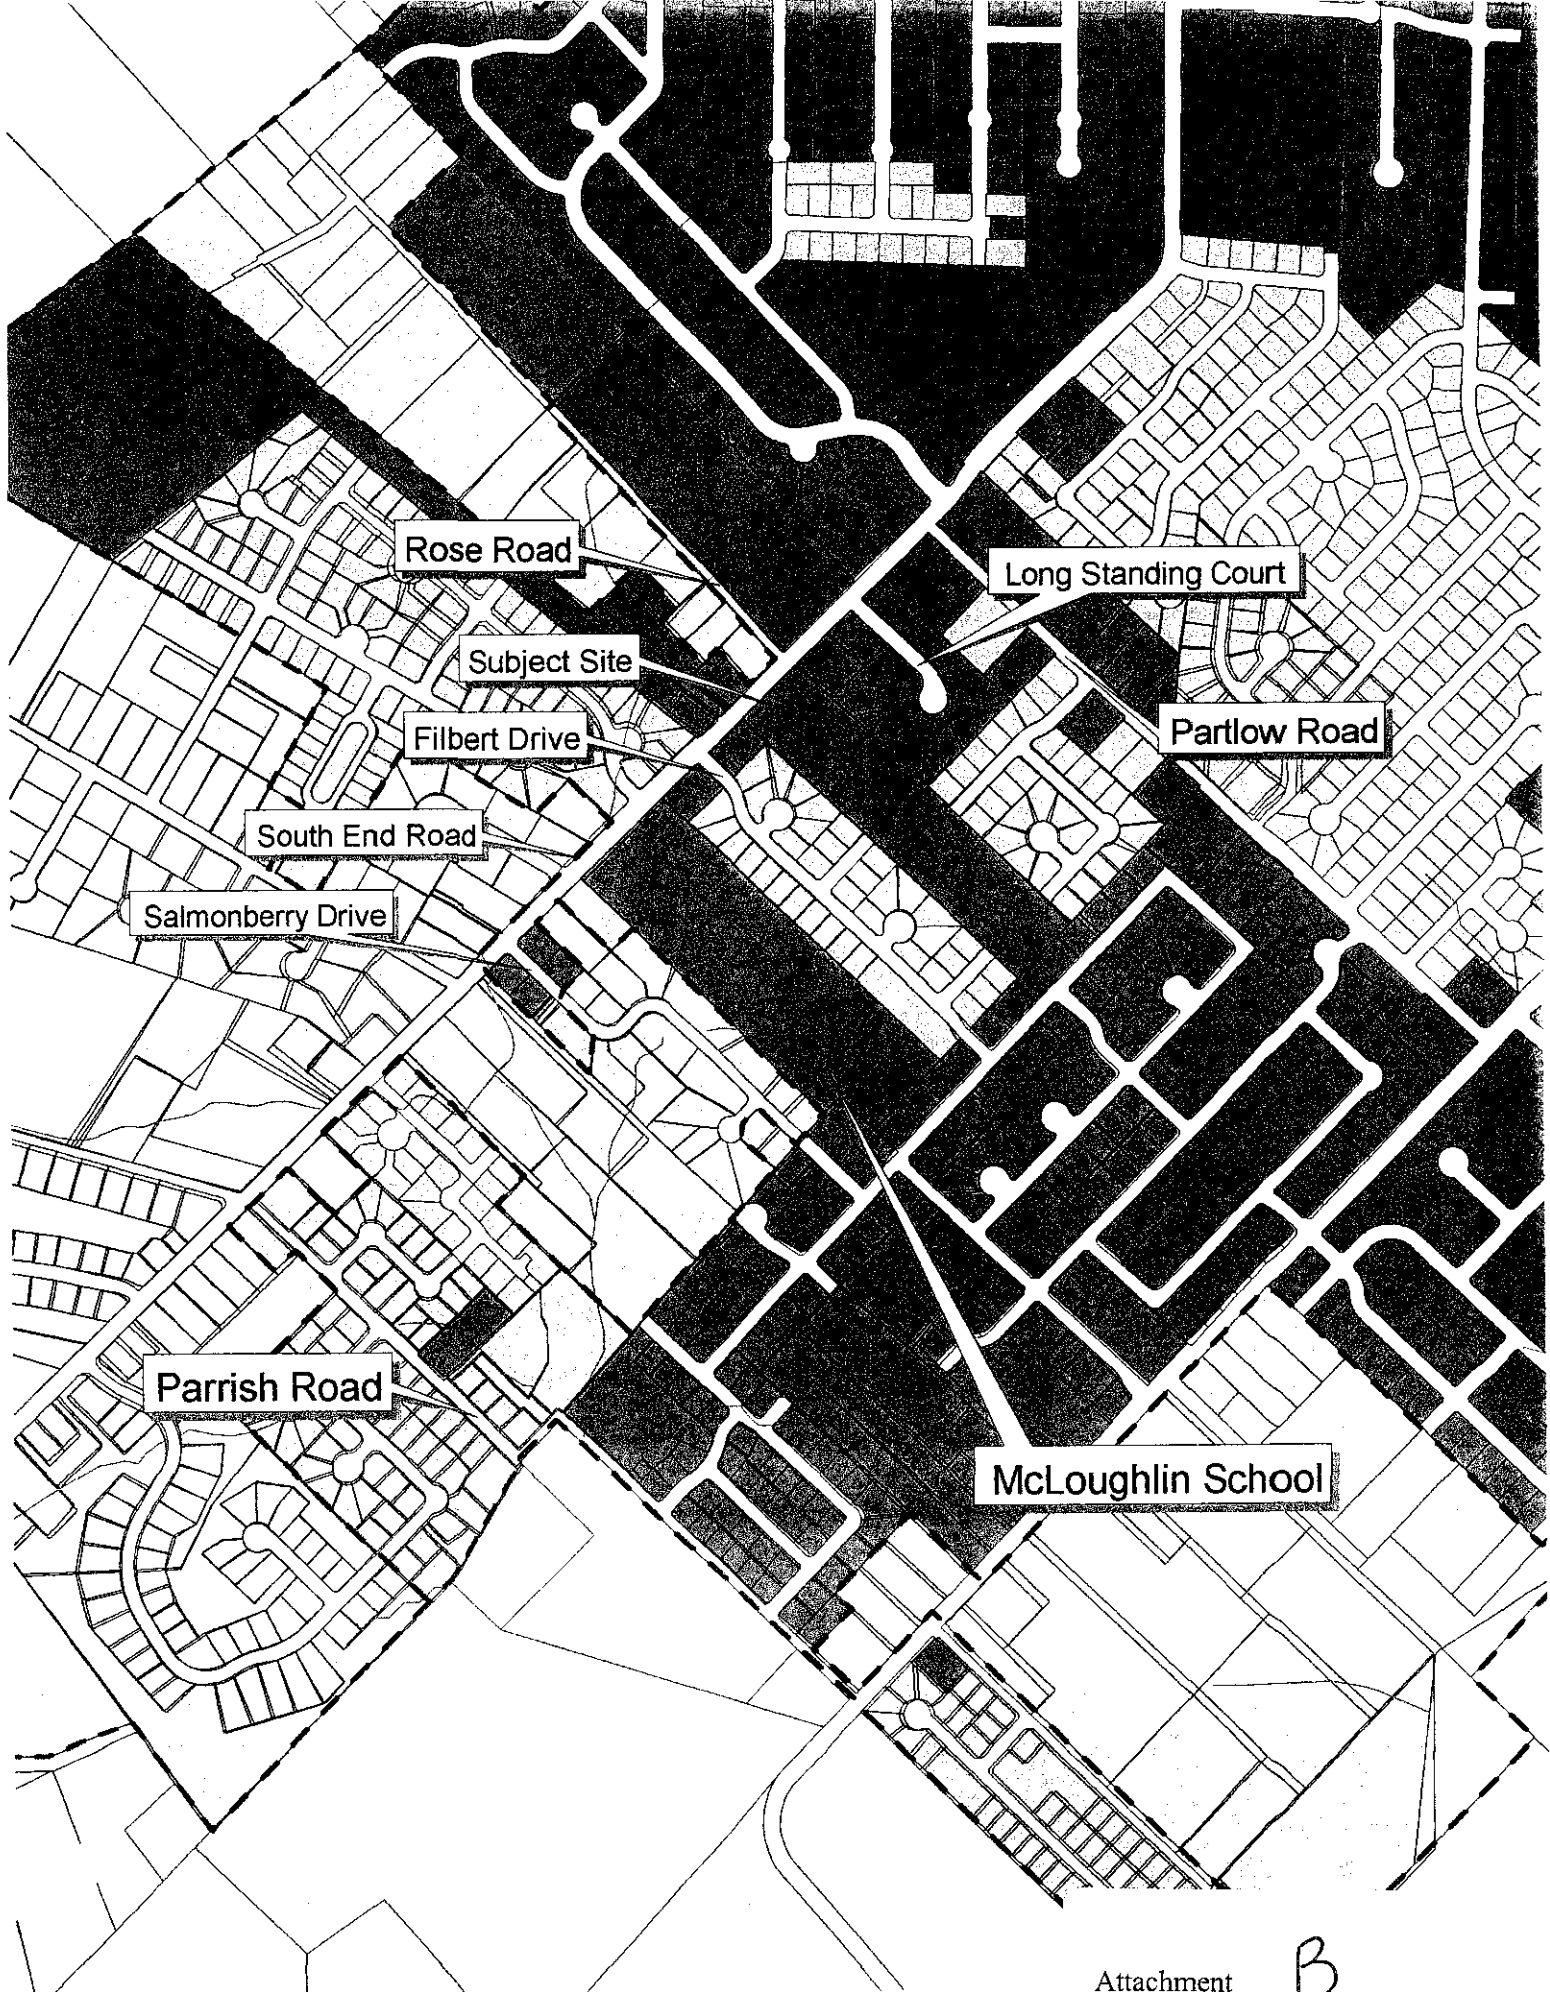 Rose Road
Long Standing Court
Subject Site
Partlow Road
Filbert Drive
South End Road
Salmonberry Drive
Parrish Road
McLoughlin School
Attachment B